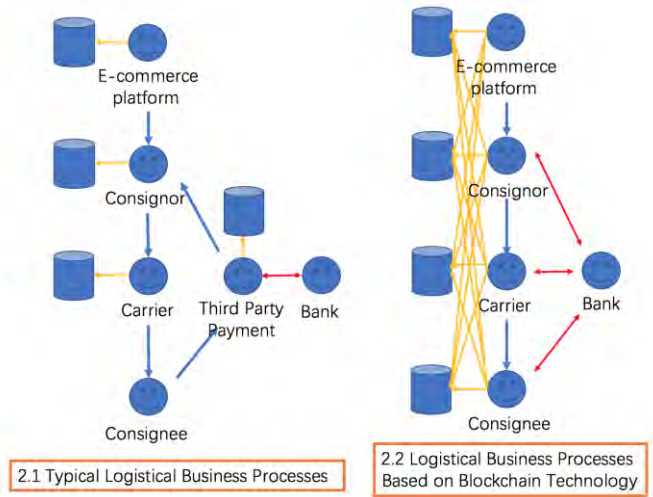 E-commerce
platform
Consignor
Carrier
Third Party
Payment
Bank
Consignee
2.1 Typical Logistical Business Processes
E-commerce
platform
Consignor
Carrier
Bank
Consignee
2.2 Logistical Business Processes
Based on Blockchain Technology